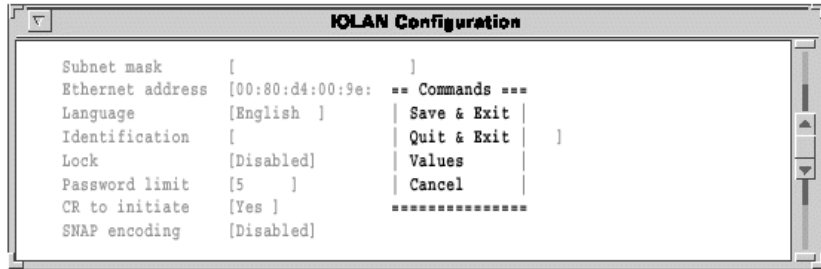 IOLAN Configuration
Subnet mask [ ]
Ethernet address [00:80:d4:00:9e: == Commands ===
Language [English ] | Save & Exit |
Identification [ | Quit & Exit | ]
Lock [Disabled] | Values |
Password limit [5 ] | Cancel |
CR to initiate [Yes ] ===============
SNAP encoding [Disabled]